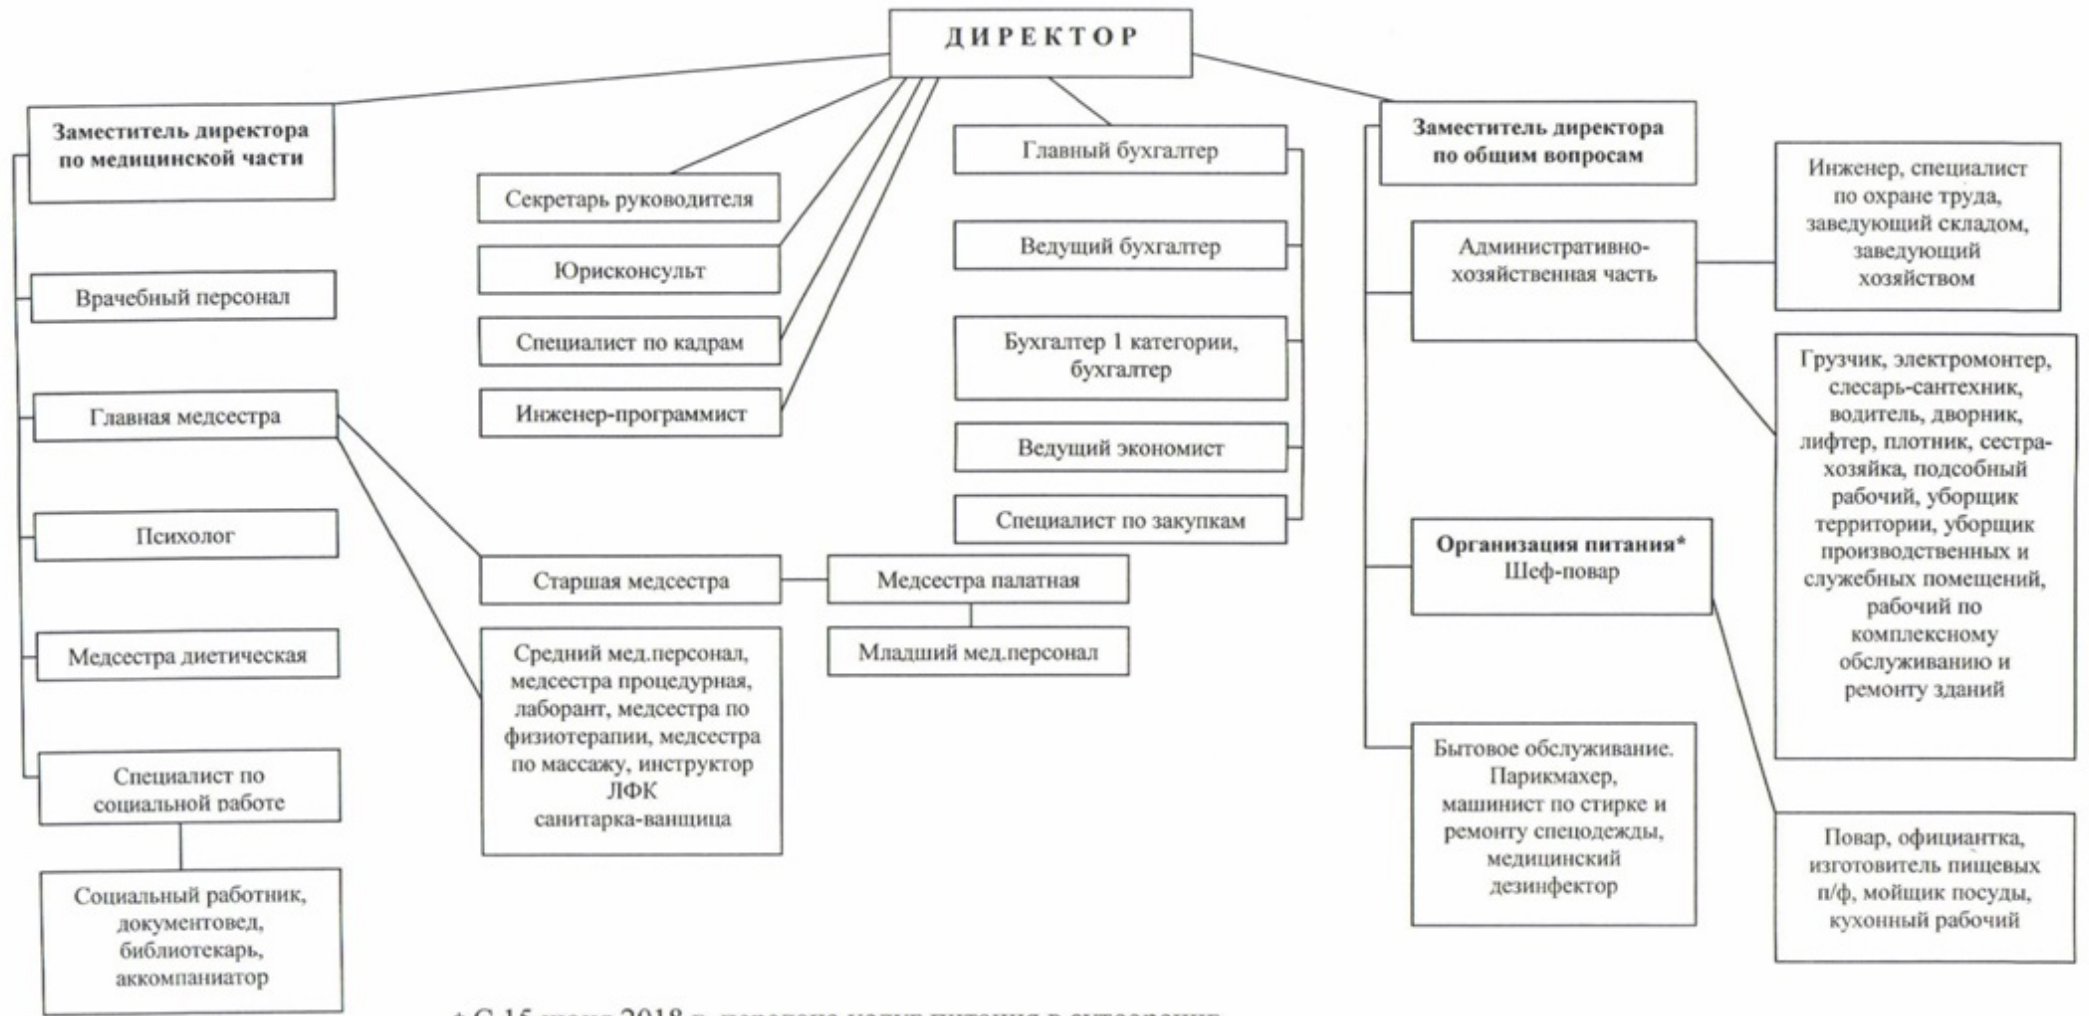 ДИРЕКТОР
Заместитель директора
по медицинской части
Врачебный персонал
Главная медсестра
Психолог
Медсестра диетическая
Специалист по
социальной работе
Социальный работник,
документовед,
библиотекарь,
аккомпаниатор
Секретарь руководителя
Юрисконсульт
Специалист по кадрам
Инженер-программист
Старшая медсестра
Средний мед.персонал,
медсестра процедурная,
лаборант, медсестра по
физиотерапии, медсестра
по массажу, инструктор
ЛФК
санитарка-ванщица
Медсестра палатная
Младший мед.персонал
Главный бухгалтер
Ведущий бухгалтер
Бухгалтер 1 категории,
бухгалтер
Ведущий экономист
Специалист по закупкам
Заместитель директора
по общим вопросам
Административно-
хозяйственная часть
Организация питания*
Шеф-повар
Бытовое обслуживание.
Парикмахер,
машинист по стирке и
ремонту спецодежды,
медицинский
дезинфектор
Инженер, специалист
по охране труда,
заведующий складом,
заведующий
хозяйством
Грузчик, электромонтер,
слесарь-сантехник,
водитель, дворник,
лифтер, плотник, сестра-
хозяйка, подсобный
рабочий, уборщик
территории, уборщик
производственных и
служебных помещений,
рабочий по
комплексному
обслуживанию и
ремонту зданий
Повар, официантка,
изготовитель пищевых
п/ф, мойщик посуды,
кухонный рабочий
* С 15 2018 г. услуг питания в аутсорсинг